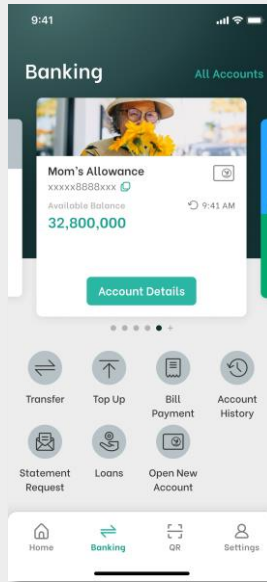 9:41
Banking
All Accounts
Mom's Allowance
xxxxx8888xxx
Available Balance
9:41 AM
32,800,000
Account Details
Transfer
Top Up
Bill
Payment
Account
History
Statement
Request
Loans
Open New
Account
Home
Banking
QR
Settings